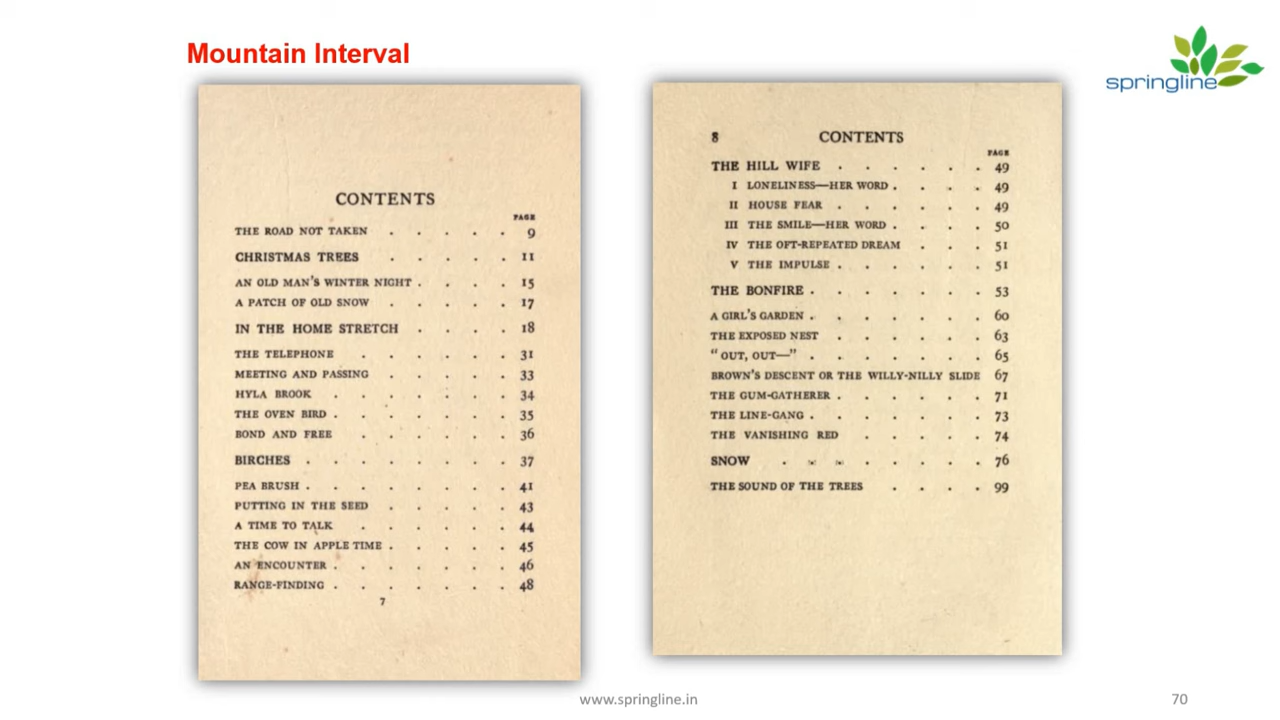 Mountain Interval
springline
CONTENTS
PAGE
THE ROAD NOT TAKEN . . . . . 9
CHRISTMAS TREES . . . . . 11
AN OLD MAN'S WINTER NIGHT . . . . 15
A PATCH OF OLD SNOW . . . . . 17
IN THE HOME STRETCH . . . . 18
THE TELEPHONE . . . . . . 31
MEETING AND PASSING . . . . . 33
HYLA BROOK . . . . . . . 34
THE OVEN BIRD . . . . . . . 35
BOND AND FREE . . . . . . 36
BIRCHES . . . . . . . . 37
PEA BRUSH . . . . . . . . 41
PUTTING IN THE SEED . . . . . 43
A TIME TO TALK . . . . . . 44
THE COW IN APPLE TIME . . . . . 45
AN ENCOUNTER . . . . . . . 46
RANGE-FINDING . . . . . . . 48
7
8 CONTENTS
PAGE
THE HILL WIFE . . . . . . 49
I LONELINESS—HER WORD . . . . 49
II HOUSE FEAR . . . . . . 49
III THE SMILE—HER WORD . . . . 50
IV THE OFT-REPEATED DREAM . . . 51
V THE IMPULSE . . . . . . 51
THE BONFIRE . . . . . . . 53
A GIRL'S GARDEN . . . . . . . 60
THE EXPOSED NEST . . . . . . 63
"OUT, OUT—" . . . . . . . 65
BROWN'S DESCENT OR THE WILLY-NILLY SLIDE 67
THE GUM-GATHERER . . . . . . 71
THE LINE-GANG . . . . . . . 73
THE VANISHING RED . . . . . 74
SNOW . . . . . . . . 76
THE SOUND OF THE TREES . . . . 99
www.springline.in
70